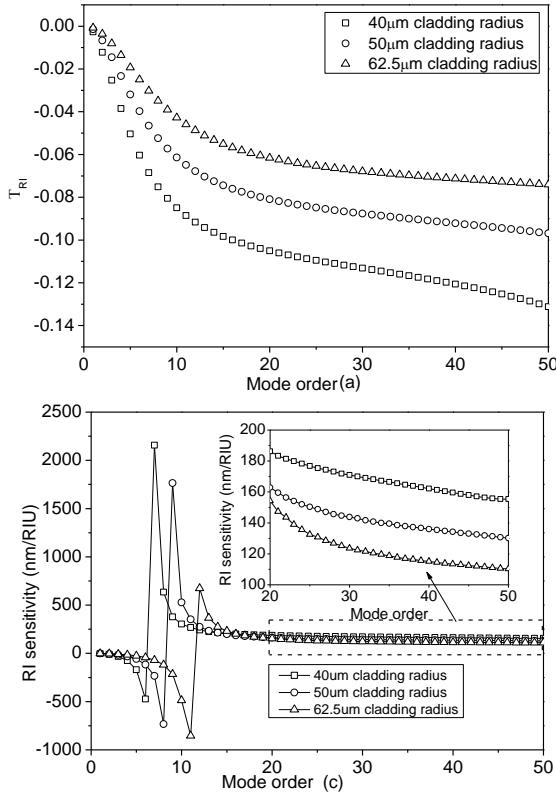 0.00
-0.02
-0.04
-0.06
-0.08
-0.10
-0.12
-0.14
T_RI
40μm cladding radius
50μm cladding radius
62.5μm cladding radius
0 10 20 30 40 50
Mode order (a)
2500
2000
1500
1000
500
0
-500
-1000
RI sensitivity (nm/RIU)
200
180
160
140
120
100
RI sensitivity (nm/RIU)
20 30 40 50
Mode order
40um cladding radius
50um cladding radius
62.5um cladding radius
0 10 20 30 40 50
Mode order (c)